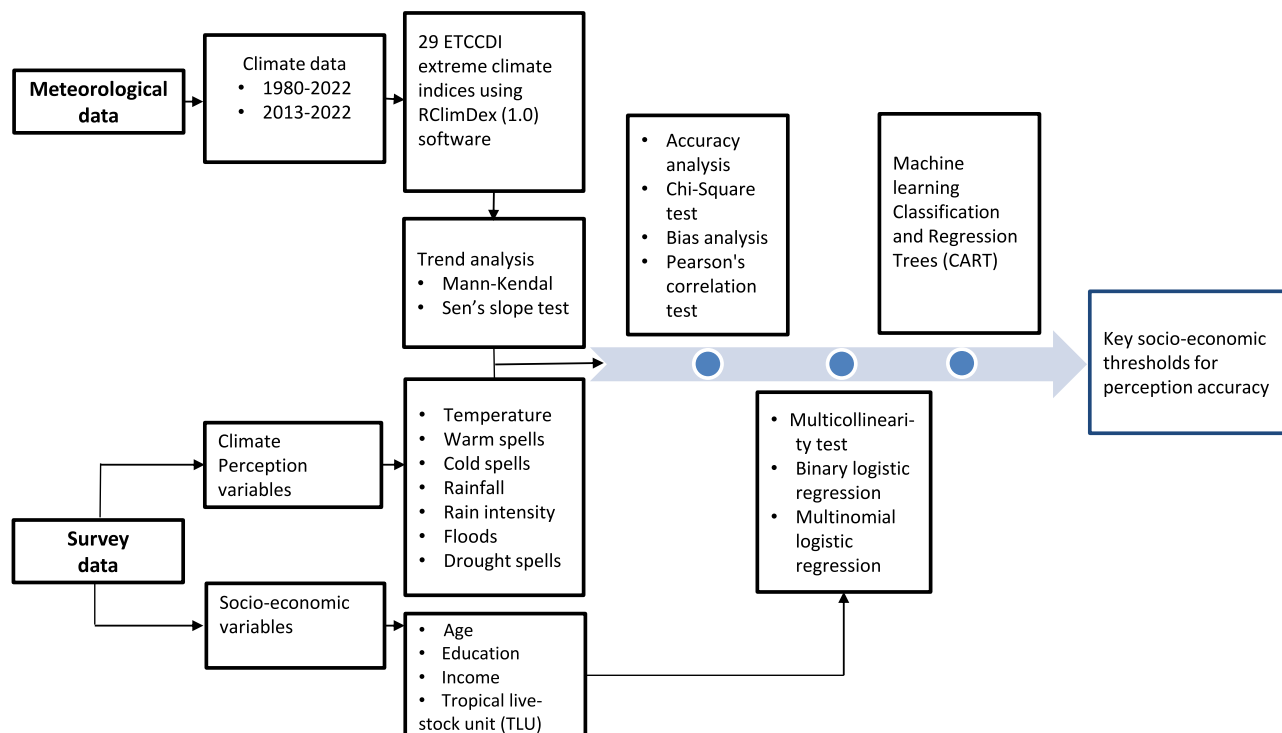 Meteorological
data
Climate data
• 1980-2022
• 2013-2022
29 ETCCDI
extreme climate
indices using
RClimDex (1.0)
software
Trend analysis
• Mann-Kendal
• Sen’s slope test
• Accuracy
analysis
• Chi-Square
test
• Bias analysis
• Pearson's
correlation
test
Machine
learning
Classification
and Regression
Trees (CART)
Key socio-economic
thresholds for
perception accuracy
Survey
data
Climate
Perception
variables
• Temperature
• Warm spells
• Cold spells
• Rainfall
• Rain intensity
• Floods
• Drought spells
• Multicollineari-
ty test
• Binary logistic
regression
• Multinomial
logistic
regression
Socio-economic
variables
• Age
• Education
• Income
• Tropical live-
stock unit (TLU)